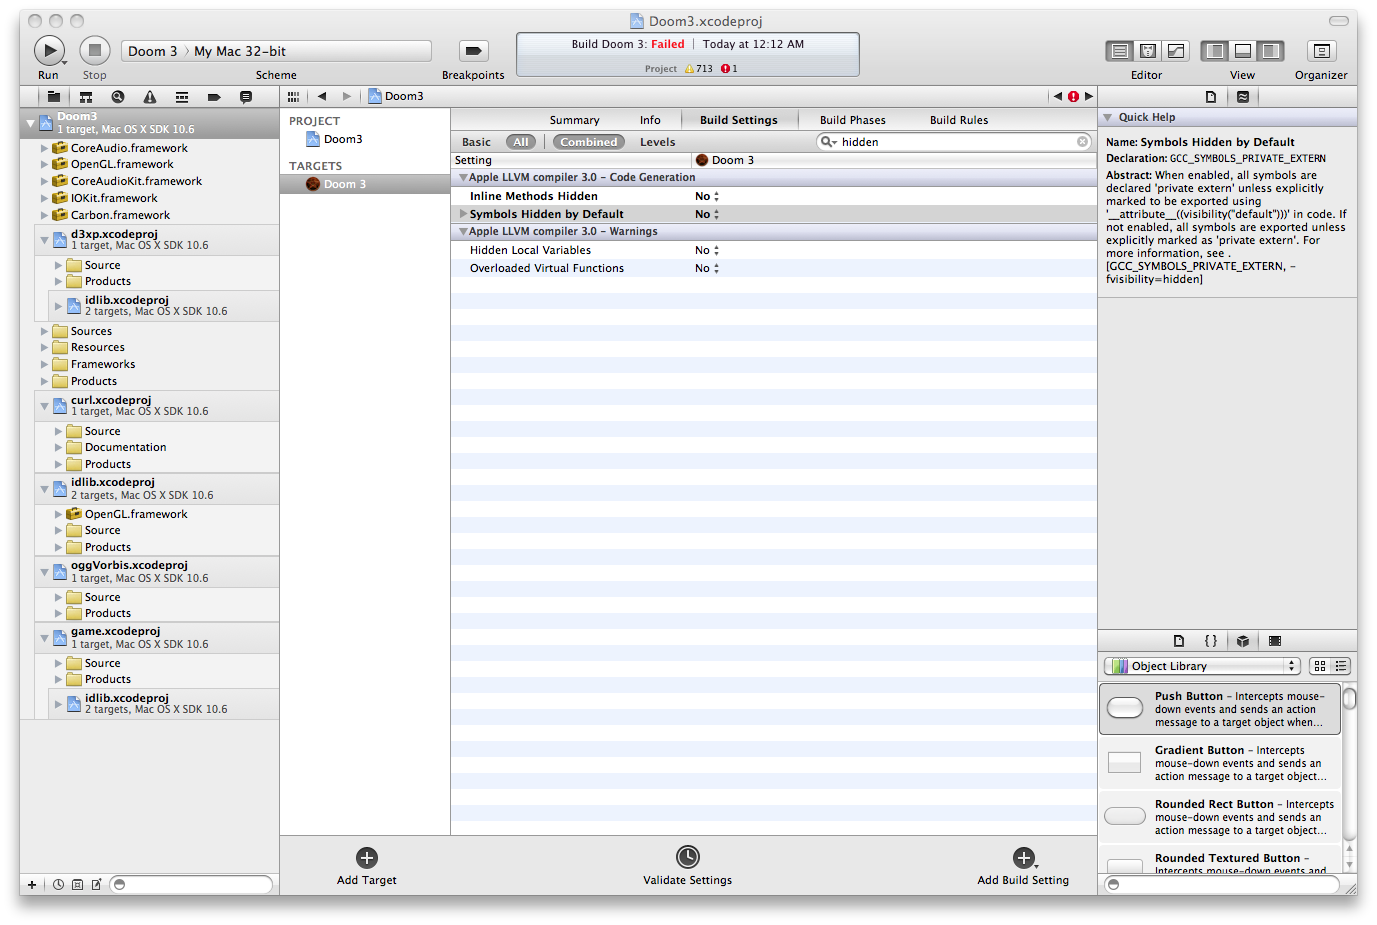 Doom3.xcodeproj
Run
Stop
Doom 3 〉 My Mac 32-bit
Scheme
Breakpoints
Build Doom 3: Failed | Today at 12:12 AM
Project 713 1
Editor
View
Organizer
Doom3
1 target, Mac OS X SDK 10.6
CoreAudio.framework
OpenGL.framework
CoreAudioKit.framework
IOKit.framework
Carbon.framework
d3xp.xcodeproj
1 target, Mac OS X SDK 10.6
Source
Products
idlib.xcodeproj
2 targets, Mac OS X SDK 10.6
Sources
Resources
Frameworks
Products
curl.xcodeproj
1 target, Mac OS X SDK 10.6
Source
Documentation
Products
idlib.xcodeproj
2 targets, Mac OS X SDK 10.6
OpenGL.framework
Source
Products
oggVorbis.xcodeproj
1 target, Mac OS X SDK 10.6
Source
Products
game.xcodeproj
1 target, Mac OS X SDK 10.6
Source
Products
idlib.xcodeproj
2 targets, Mac OS X SDK 10.6
Doom3
PROJECT
Doom3
TARGETS
Doom 3
Summary Info Build Settings Build Phases Build Rules
Basic All Combined Levels hidden
Setting Doom 3
Apple LLVM compiler 3.0 - Code Generation
Inline Methods Hidden No
Symbols Hidden by Default No
Apple LLVM compiler 3.0 - Warnings
Hidden Local Variables No
Overloaded Virtual Functions No
Add Target
Validate Settings
Add Build Setting
Quick Help
Name: Symbols Hidden by Default
Declaration: GCC_SYMBOLS_PRIVATE_EXTERN
Abstract: When enabled, all symbols are
declared 'private extern' unless explicitly
marked to be exported using
'__attribute__((visibility("default")))' in code. If
not enabled, all symbols are exported unless
explicitly marked as 'private extern'. For
more information, see .
[GCC_SYMBOLS_PRIVATE_EXTERN, -
fvisibility=hidden]
{ }
Object Library
Push Button - Intercepts mouse-
down events and sends an action
message to a target object when...
Gradient Button - Intercepts
mouse-down events and sends an
action message to a target object...
Rounded Rect Button - Intercepts
mouse-down events and sends an
action message to a target object...
Rounded Textured Button -
Intercepts mouse-down events and